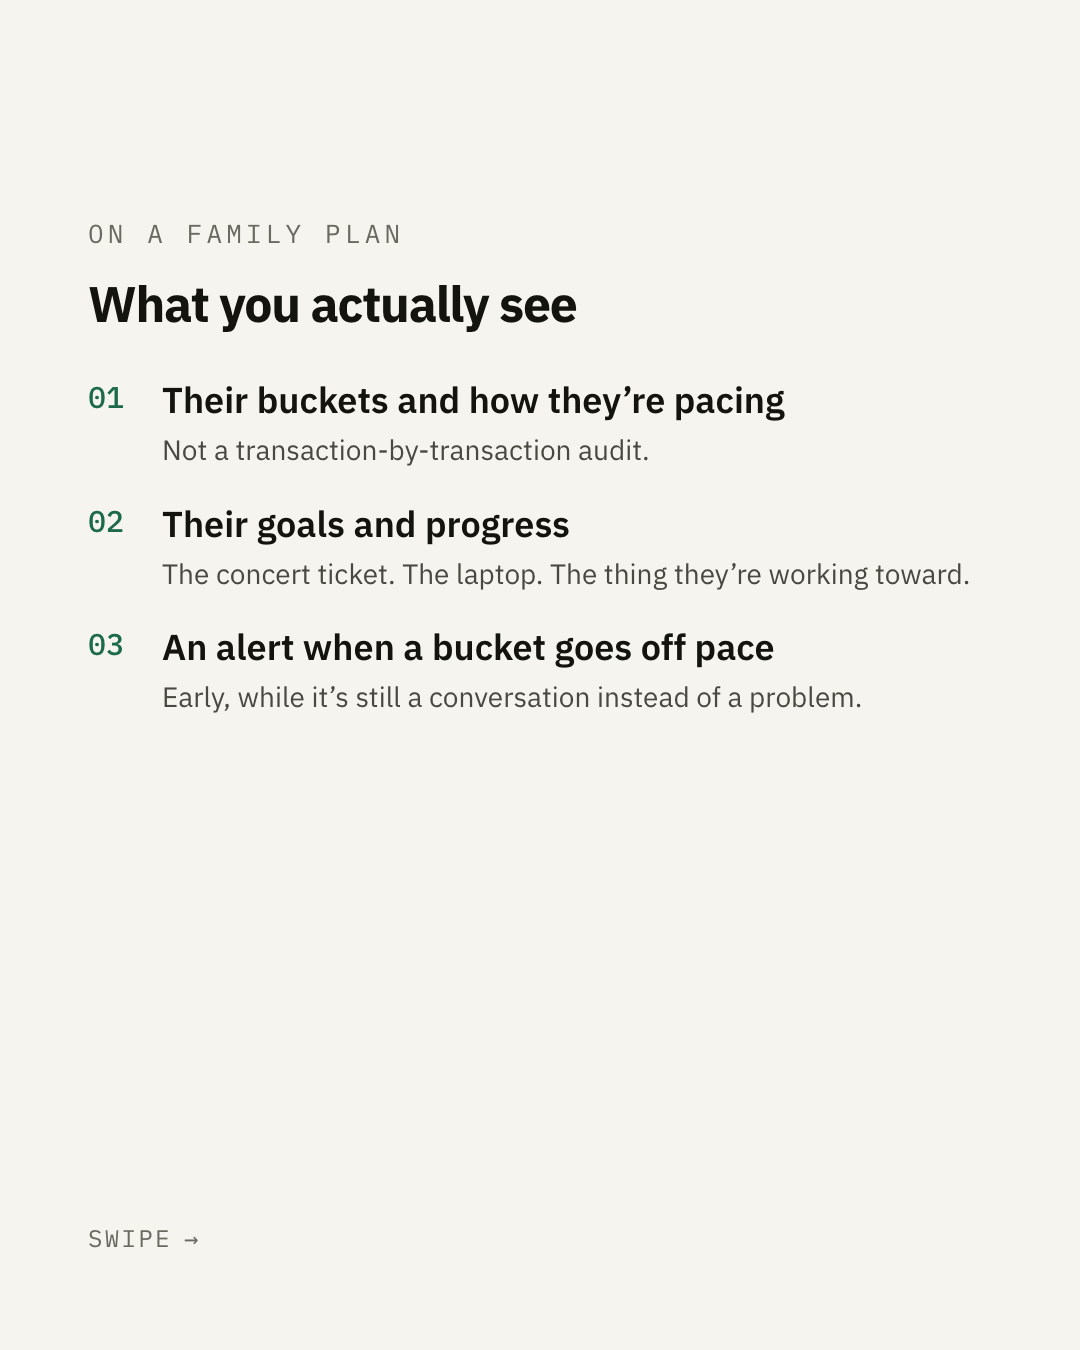 ON A FAMILY PLAN
What you actually see
01 Their buckets and how they’re pacing
Not a transaction-by-transaction audit.
02 Their goals and progress
The concert ticket. The laptop. The thing they’re working toward.
03 An alert when a bucket goes off pace
Early, while it’s still a conversation instead of a problem.
SWIPE →